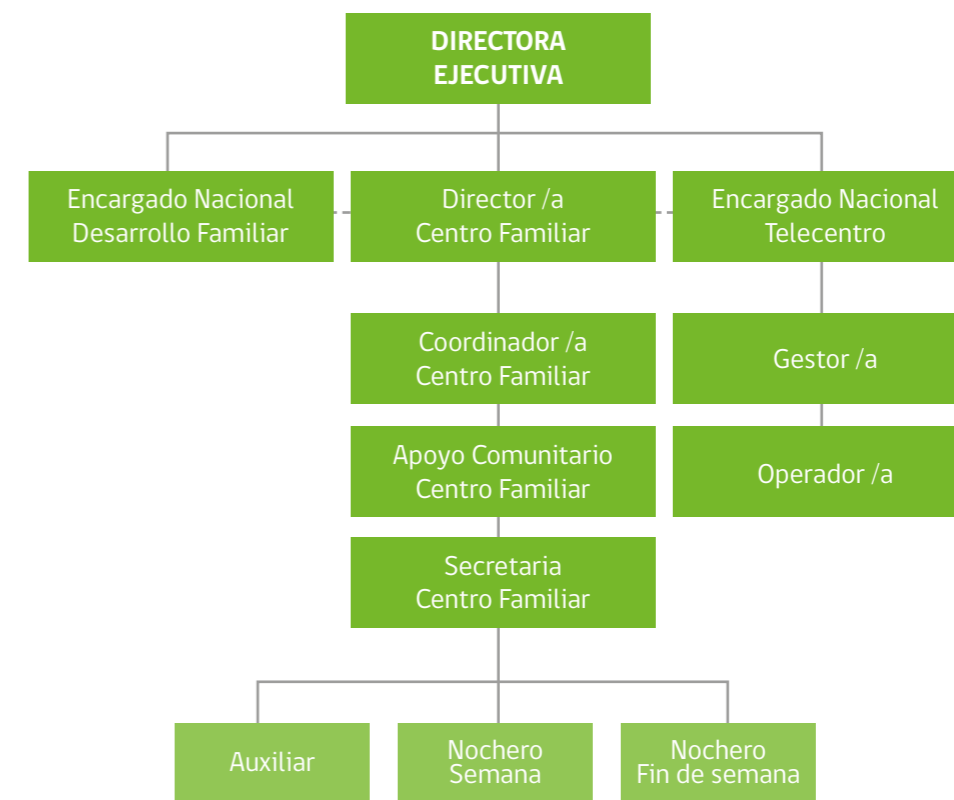 DIRECTORA
EJECUTIVA
Encargado Nacional
Desarrollo Familiar
Director /a
Centro Familiar
Encargado Nacional
Telecentro
Coordinador /a
Centro Familiar
Gestor /a
Apoyo Comunitario
Centro Familiar
Operador /a
Secretaria
Centro Familiar
Auxiliar
Nochero
Semana
Nochero
Fin de semana